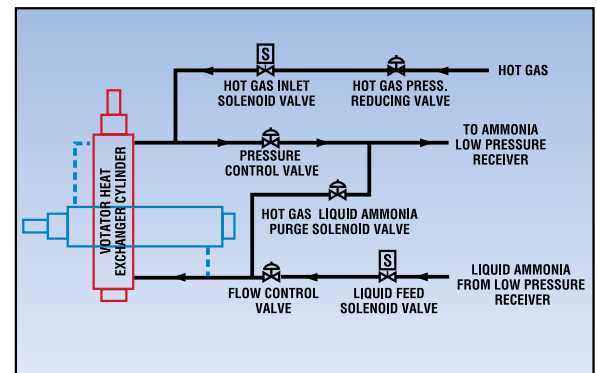 S
HOT GAS
HOT GAS INLET
SOLENOID VALVE
HOT GAS PRESS.
REDUCING VALVE
TO AMMONIA
LOW PRESSURE
RECEIVER
PRESSURE
CONTROL VALVE
VOTATOR HEAT
EXCHANGER CYLINDER
HOT GAS LIQUID AMMONIA
PURGE SOLENOID VALVE
S
FLOW CONTROL
VALVE
LIQUID FEED
SOLENOID VALVE
LIQUID AMMONIA
FROM LOW PRESSURE
RECEIVER